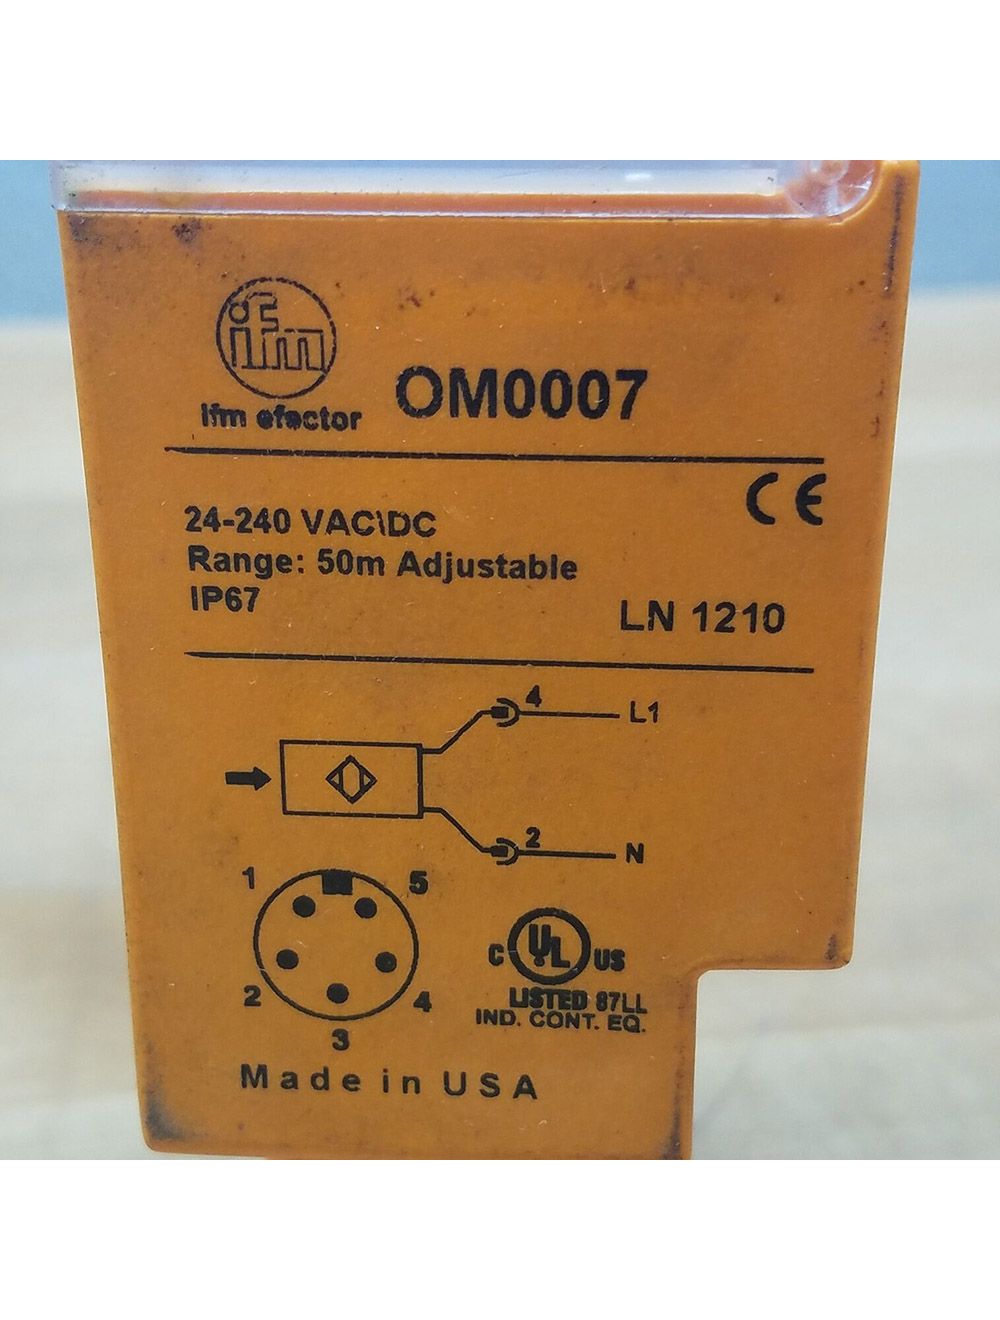 ifm
ifm efector
OM0007
CE
24-240 VAC\DC
Range: 50m Adjustable
IP67
LN 1210
4
L1
2
N
1
5
2
4
3
C UL US
LISTED 87LL
IND. CONT. EQ.
Made in USA